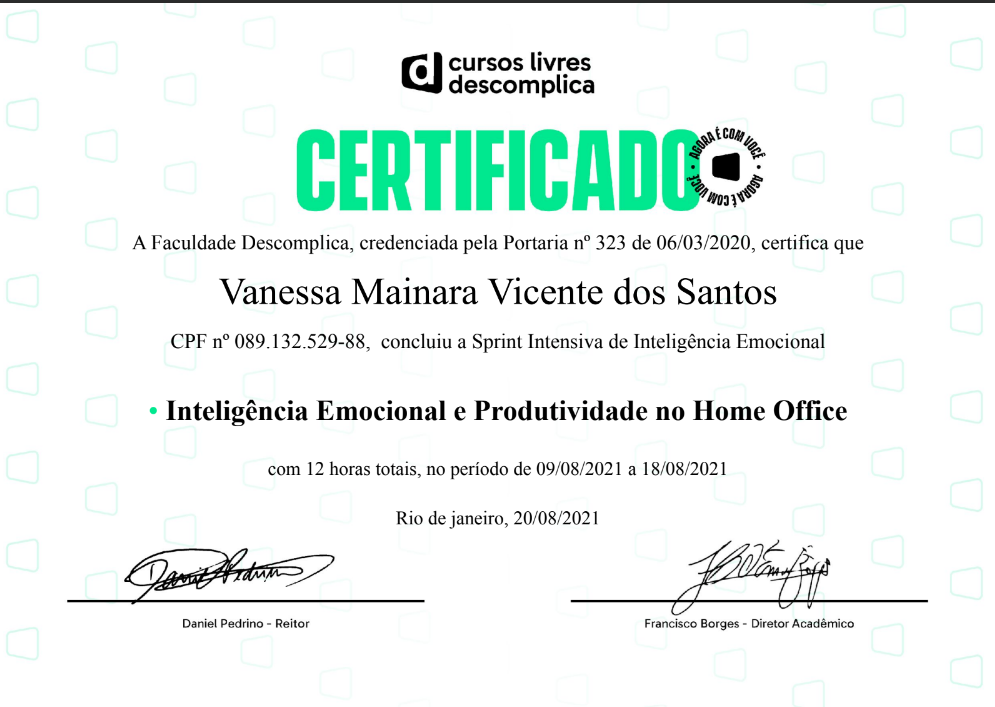 cursos livres
descomplica
CERTIFICADO
AGORA É COM VOCÊ • AGORA É COM VOCÊ •
A Faculdade Descomplica, credenciada pela Portaria nº 323 de 06/03/2020, certifica que
Vanessa Mainara Vicente dos Santos
CPF nº 089.132.529-88, concluiu a Sprint Intensiva de Inteligência Emocional
• Inteligência Emocional e Produtividade no Home Office
com 12 horas totais, no período de 09/08/2021 a 18/08/2021
Rio de janeiro, 20/08/2021
Daniel Pedrino
Daniel Pedrino - Reitor
Francisco Borges - Diretor Acadêmico